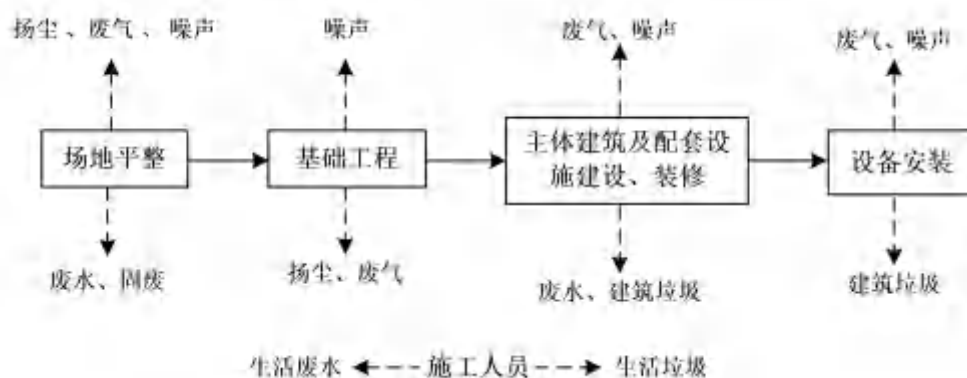 扬尘、废气、噪声
噪声
废气、噪声
废气、噪声
场地平整
基础工程
主体建筑及配套设
施建设、装修
设备安装
废水、固废
扬尘、废气
废水、建筑垃圾
建筑垃圾
生活废水
施工人员
生活垃圾